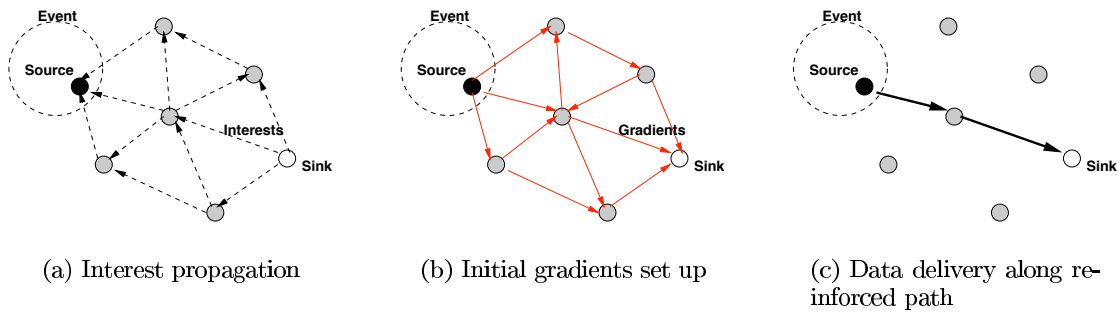 Event
Source
Interests
Sink
(a) Interest propagation
Event
Source
Gradients
Sink
(b) Initial gradients set up
Event
Source
Sink
(c) Data delivery along re-
inforced path